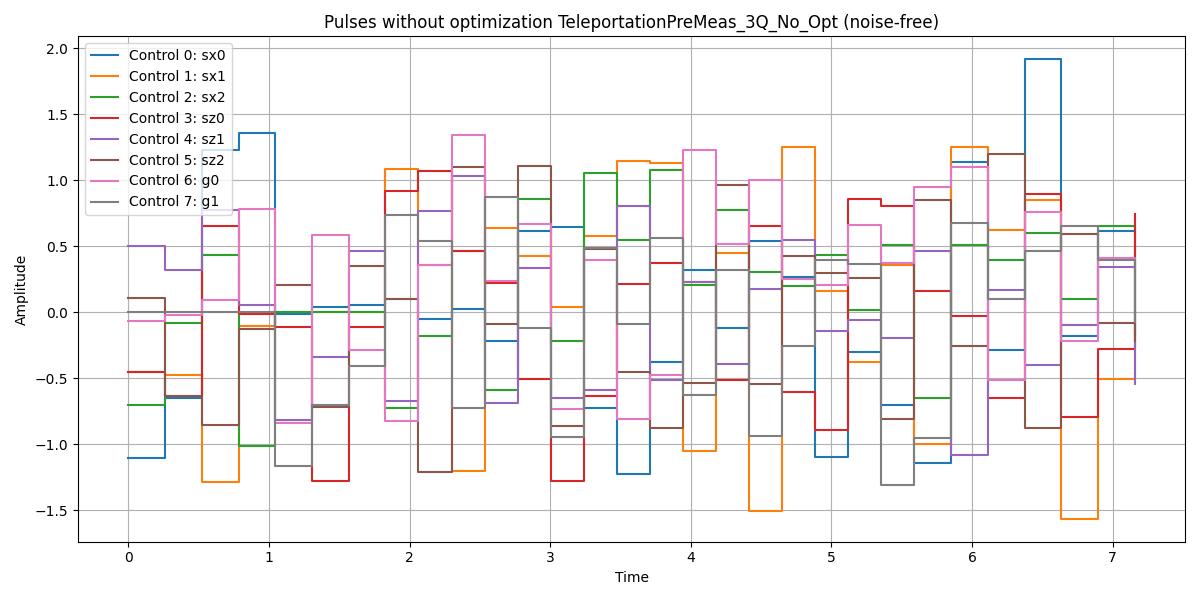 Pulses without optimization TeleportationPreMeas_3Q_No_Opt (noise-free)
Control 0: sx0
Control 1: sx1
Control 2: sx2
Control 3: sz0
Control 4: sz1
Control 5: sz2
Control 6: g0
Control 7: g1
2.0
1.5
1.0
0.5
0.0
−0.5
−1.0
−1.5
Amplitude
0 1 2 3 4 5 6 7
Time